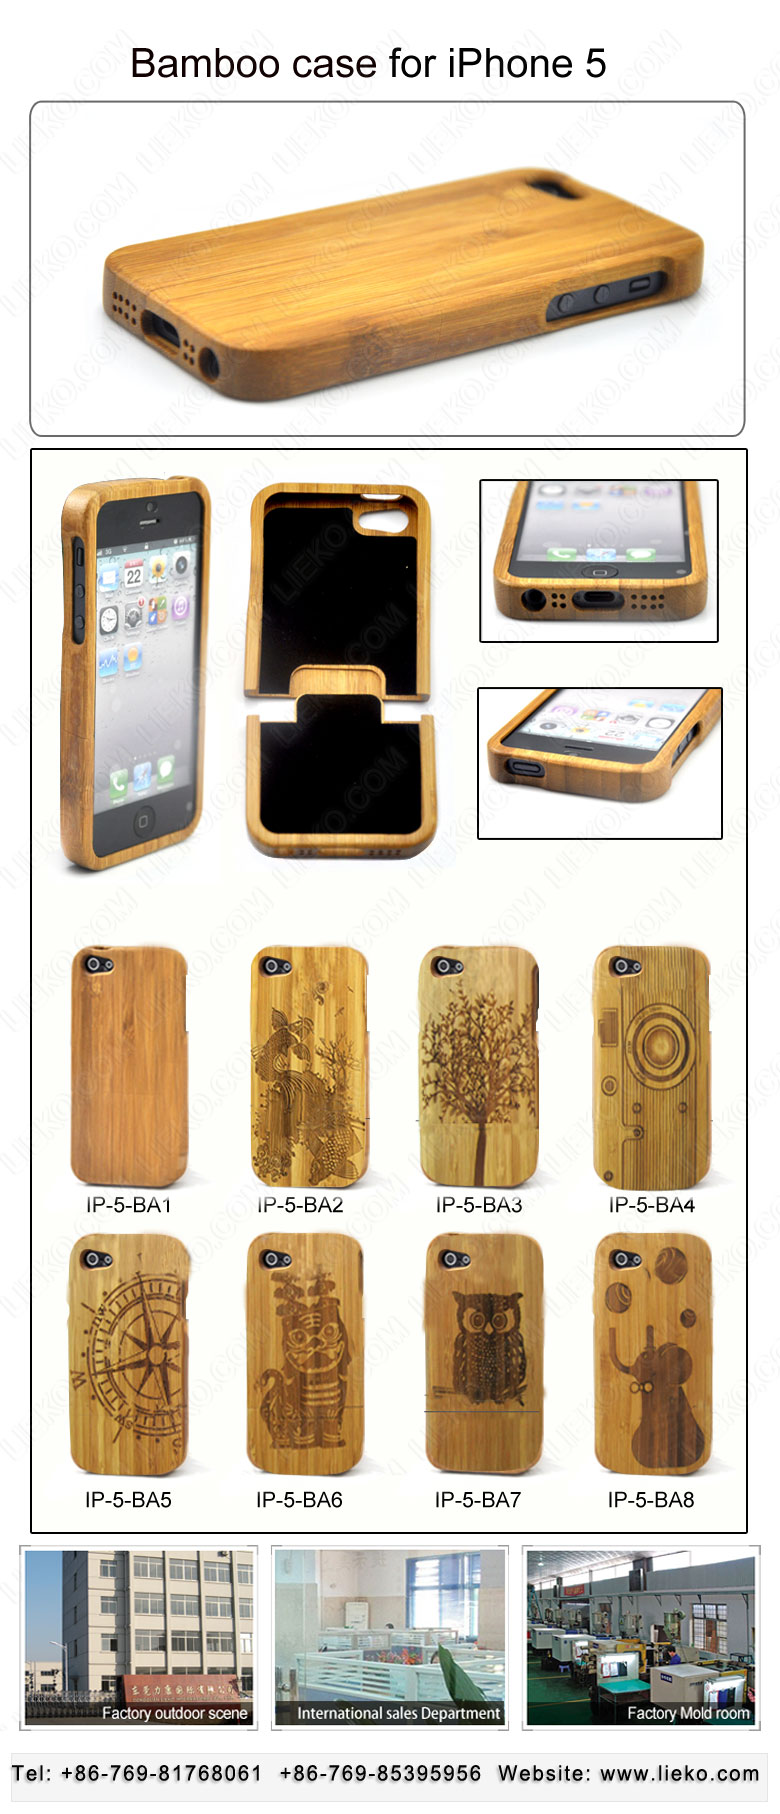 Bamboo case for iPhone 5
IP-5-BA1
IP-5-BA2
IP-5-BA3
IP-5-BA4
IP-5-BA5
IP-5-BA6
IP-5-BA7
IP-5-BA8
Factory outdoor scene
International sales Department
Factory Mold room
Tel: +86-769-81768061 +86-769-85395956 Website: www.lieko.com
LIEKO.COM